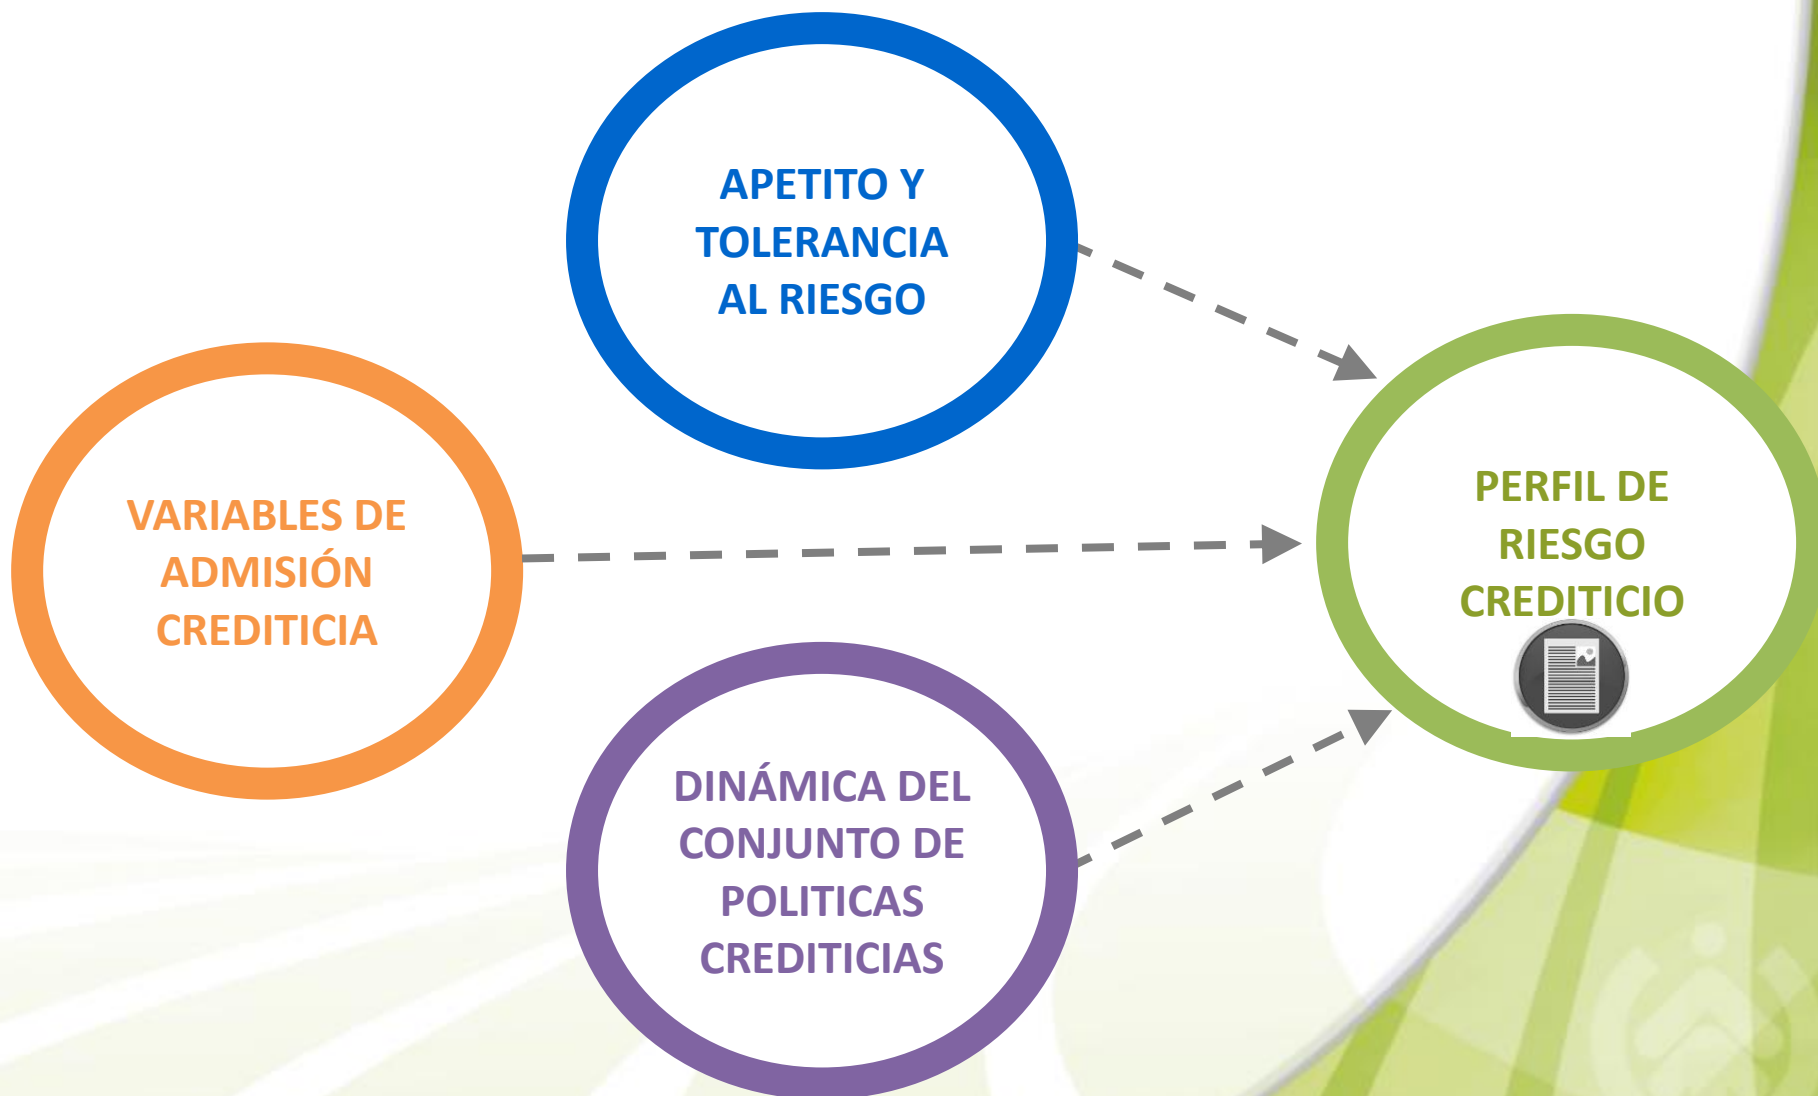 APETITO Y
TOLERANCIA
AL RIESGO
VARIABLES DE
ADMISIÓN
CREDITICIA
PERFIL DE
RIESGO
CREDITICIO
DINÁMICA DEL
CONJUNTO DE
POLITICAS
CREDITICIAS